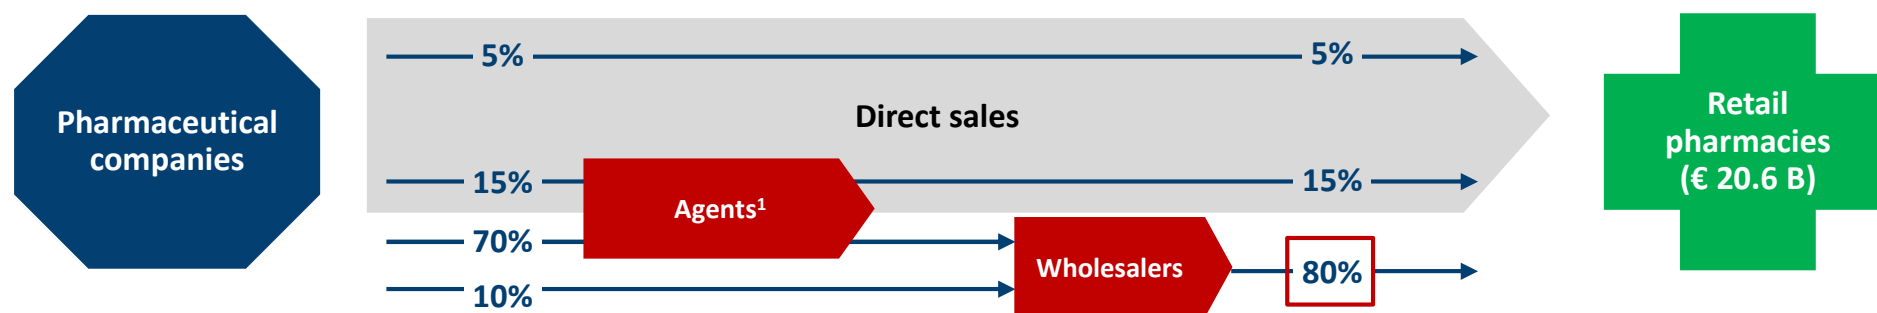 Pharmaceutical
companies
5%
5%
Direct sales
15%
15%
Agents¹
70%
10%
Wholesalers
80%
Retail
pharmacies
(€ 20.6 B)